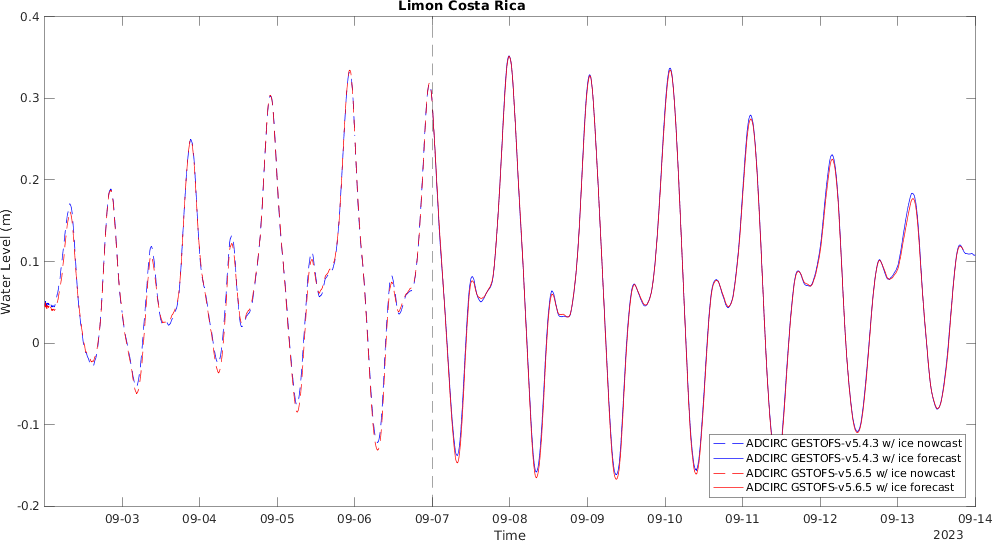 Limon Costa Rica
0.4
0.3
0.2
0.1
0
-0.1
-0.2
Water Level (m)
ADCIRC GESTOFS-v5.4.3 w/ ice nowcast
ADCIRC GESTOFS-v5.4.3 w/ ice forecast
ADCIRC GSTOFS-v5.6.5 w/ ice nowcast
ADCIRC GSTOFS-v5.6.5 w/ ice forecast
09-03 09-04 09-05 09-06 09-07 09-08 09-09 09-10 09-11 09-12 09-13 09-14
Time
2023